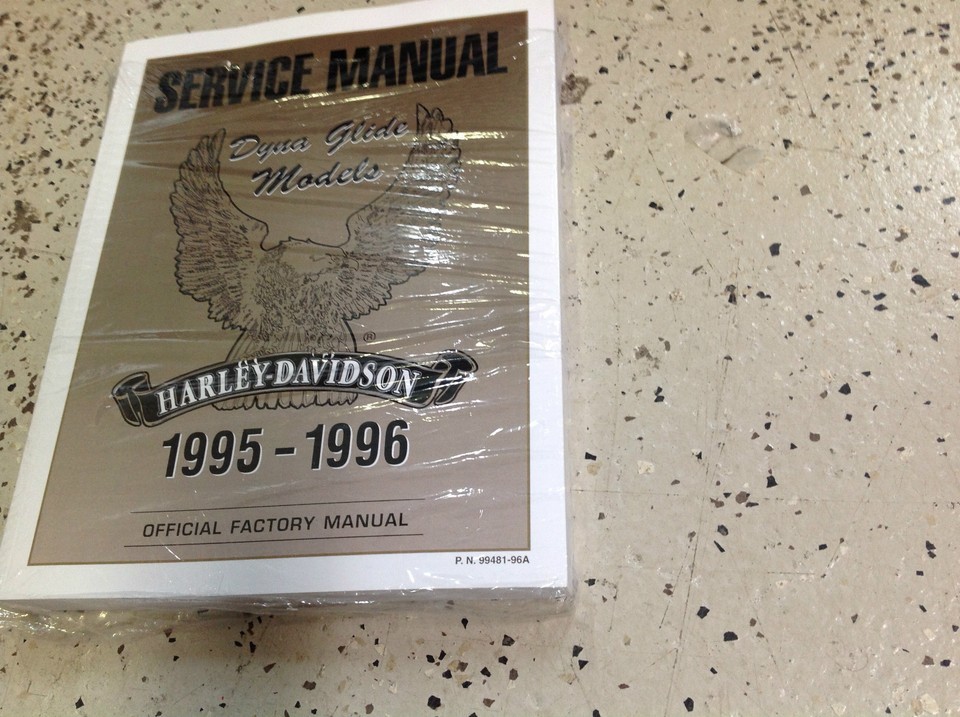 SERVICE MANUAL
Dyna Glide
Models
®
HARLEY-DAVIDSON
1995 - 1996
OFFICIAL FACTORY MANUAL
P. N. 99481-96A